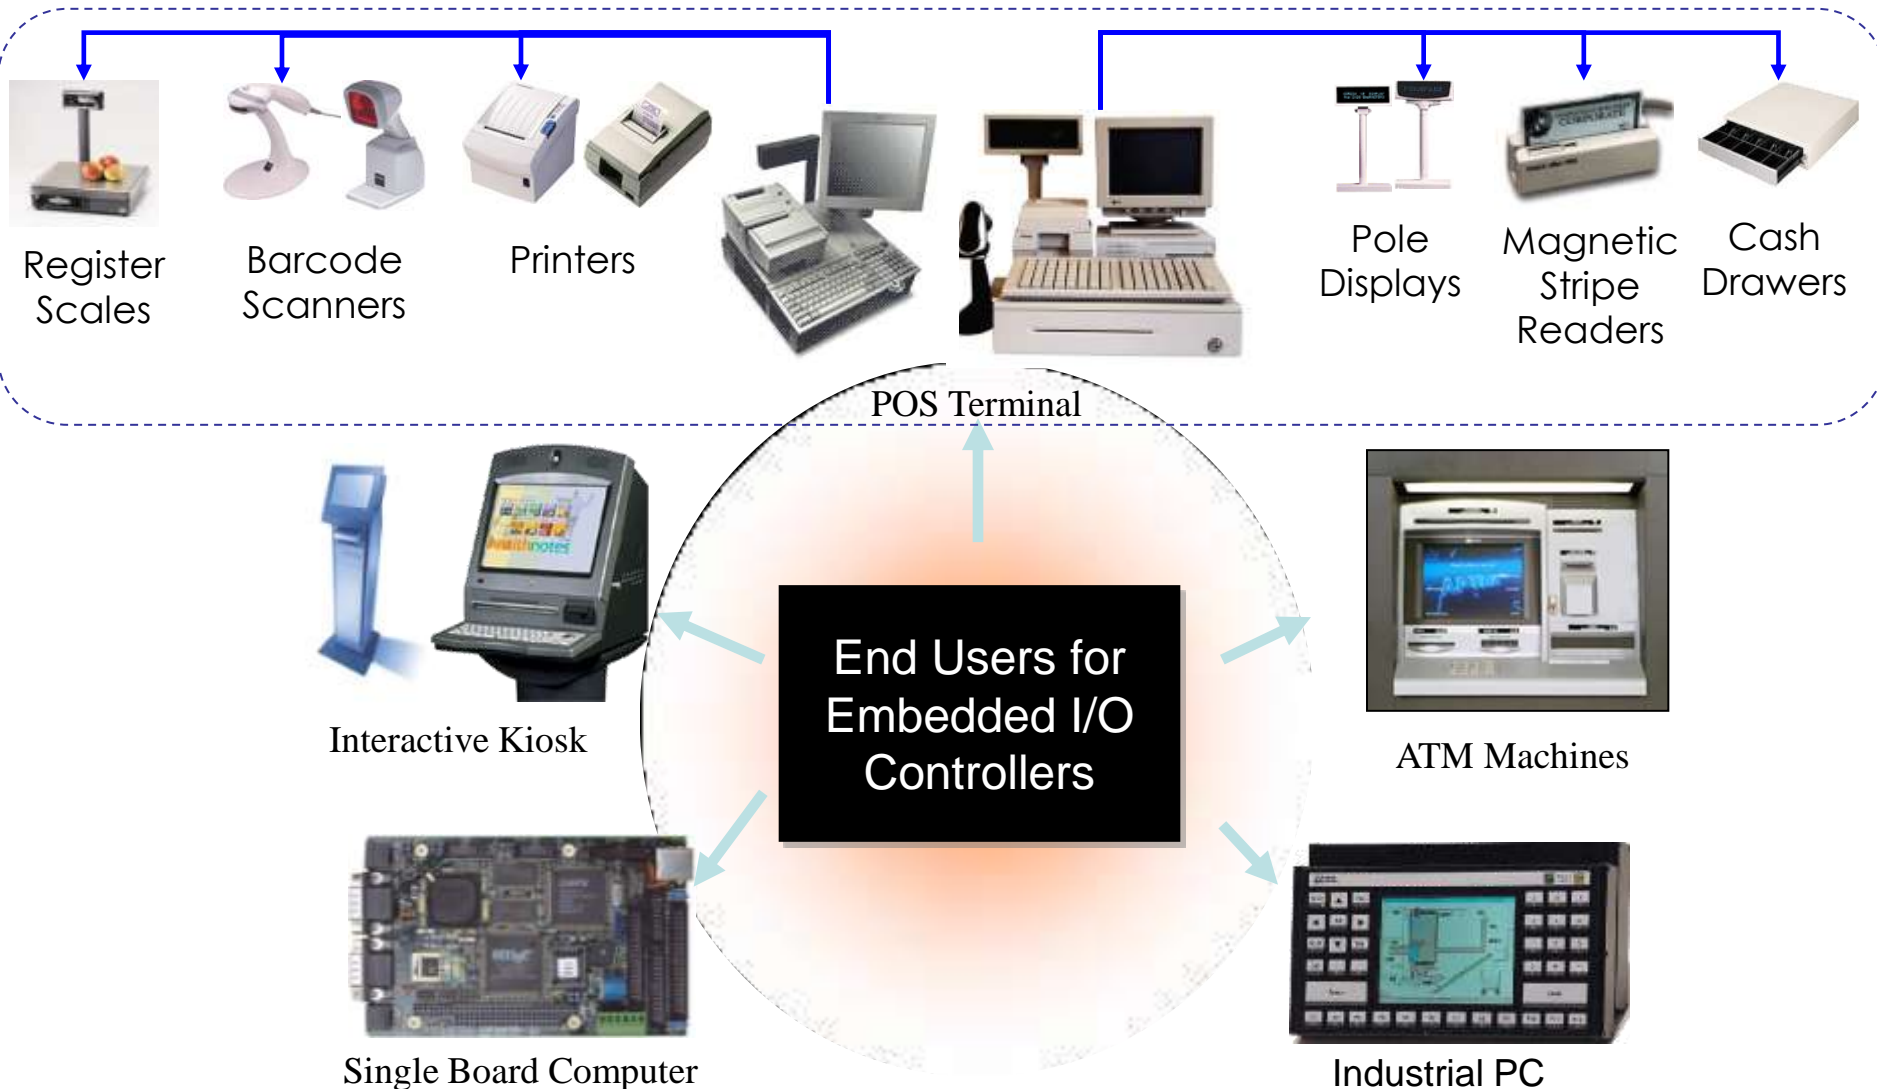 Register
Scales
Barcode
Scanners
Printers
Pole
Displays
Magnetic
Stripe
Readers
Cash
Drawers
POS Terminal
End Users for
Embedded I/O
Controllers
Interactive Kiosk
ATM Machines
Single Board Computer
Industrial PC